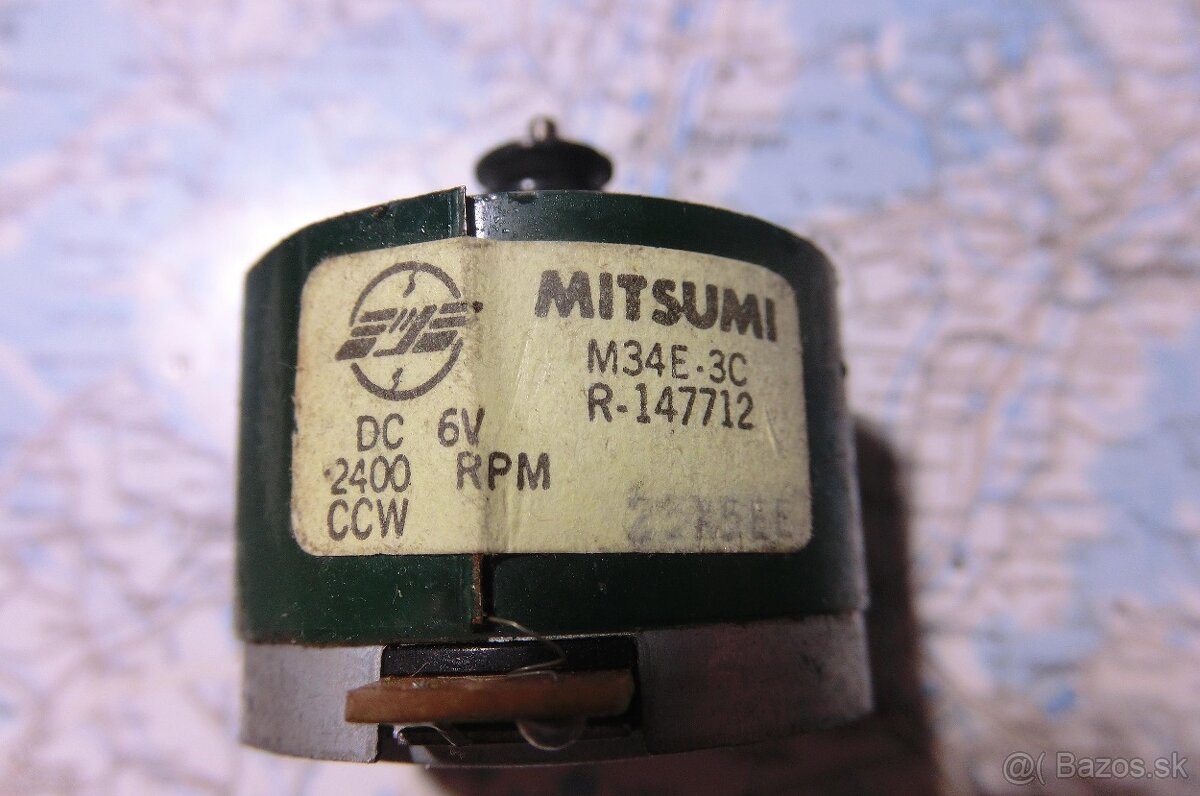 MITSUMI
M34E-3C
R-147712
DC 6V
2400 RPM
CCW
@( Bazos.sk